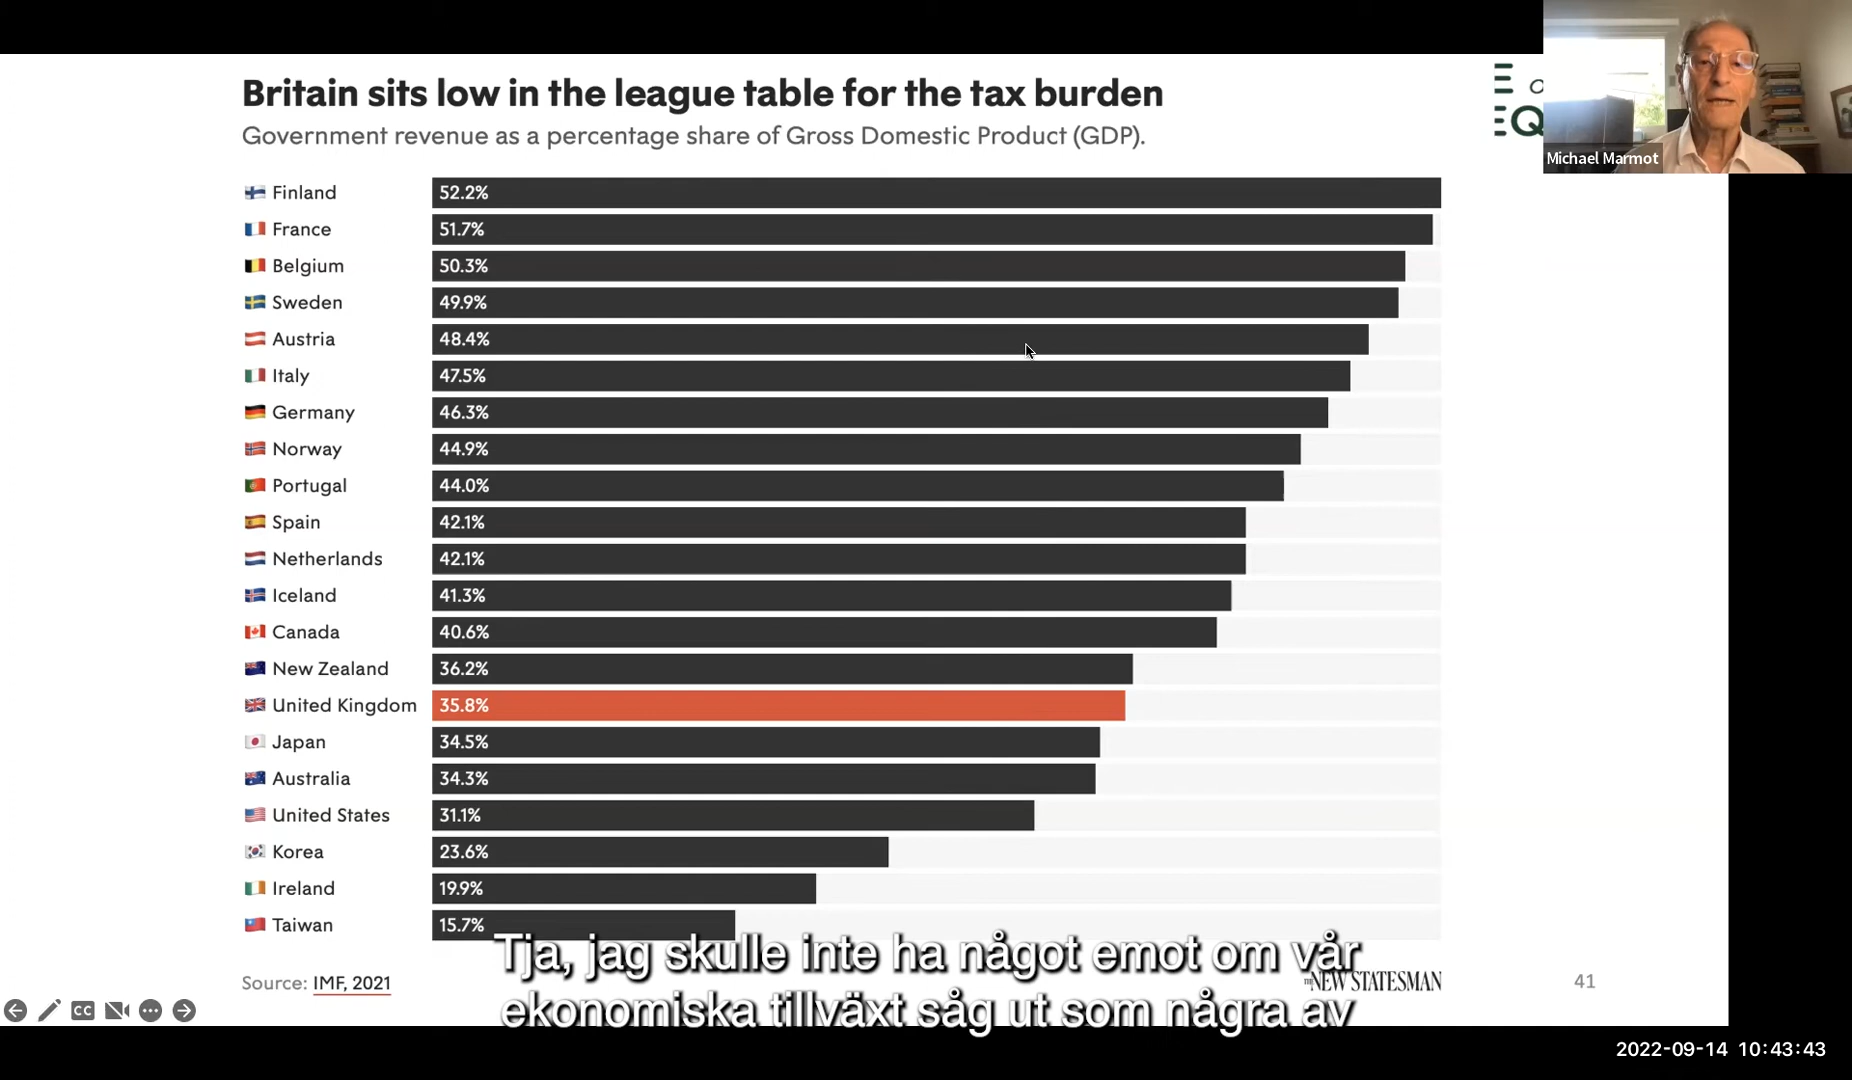 Britain sits low in the league table for the tax burden
Government revenue as a percentage share of Gross Domestic Product (GDP).
Michael Marmot
Finland 52.2%
France 51.7%
Belgium 50.3%
Sweden 49.9%
Austria 48.4%
Italy 47.5%
Germany 46.3%
Norway 44.9%
Portugal 44.0%
Spain 42.1%
Netherlands 42.1%
Iceland 41.3%
Canada 40.6%
New Zealand 36.2%
United Kingdom 35.8%
Japan 34.5%
Australia 34.3%
United States 31.1%
Korea 23.6%
Ireland 19.9%
Taiwan 15.7%
Tja, jag skulle inte ha något emot om vår
ekonomiska tillväxt såg ut som några av
Source: IMF, 2021
THE NEW STATESMAN
41
CC
2022-09-14 10:43:43